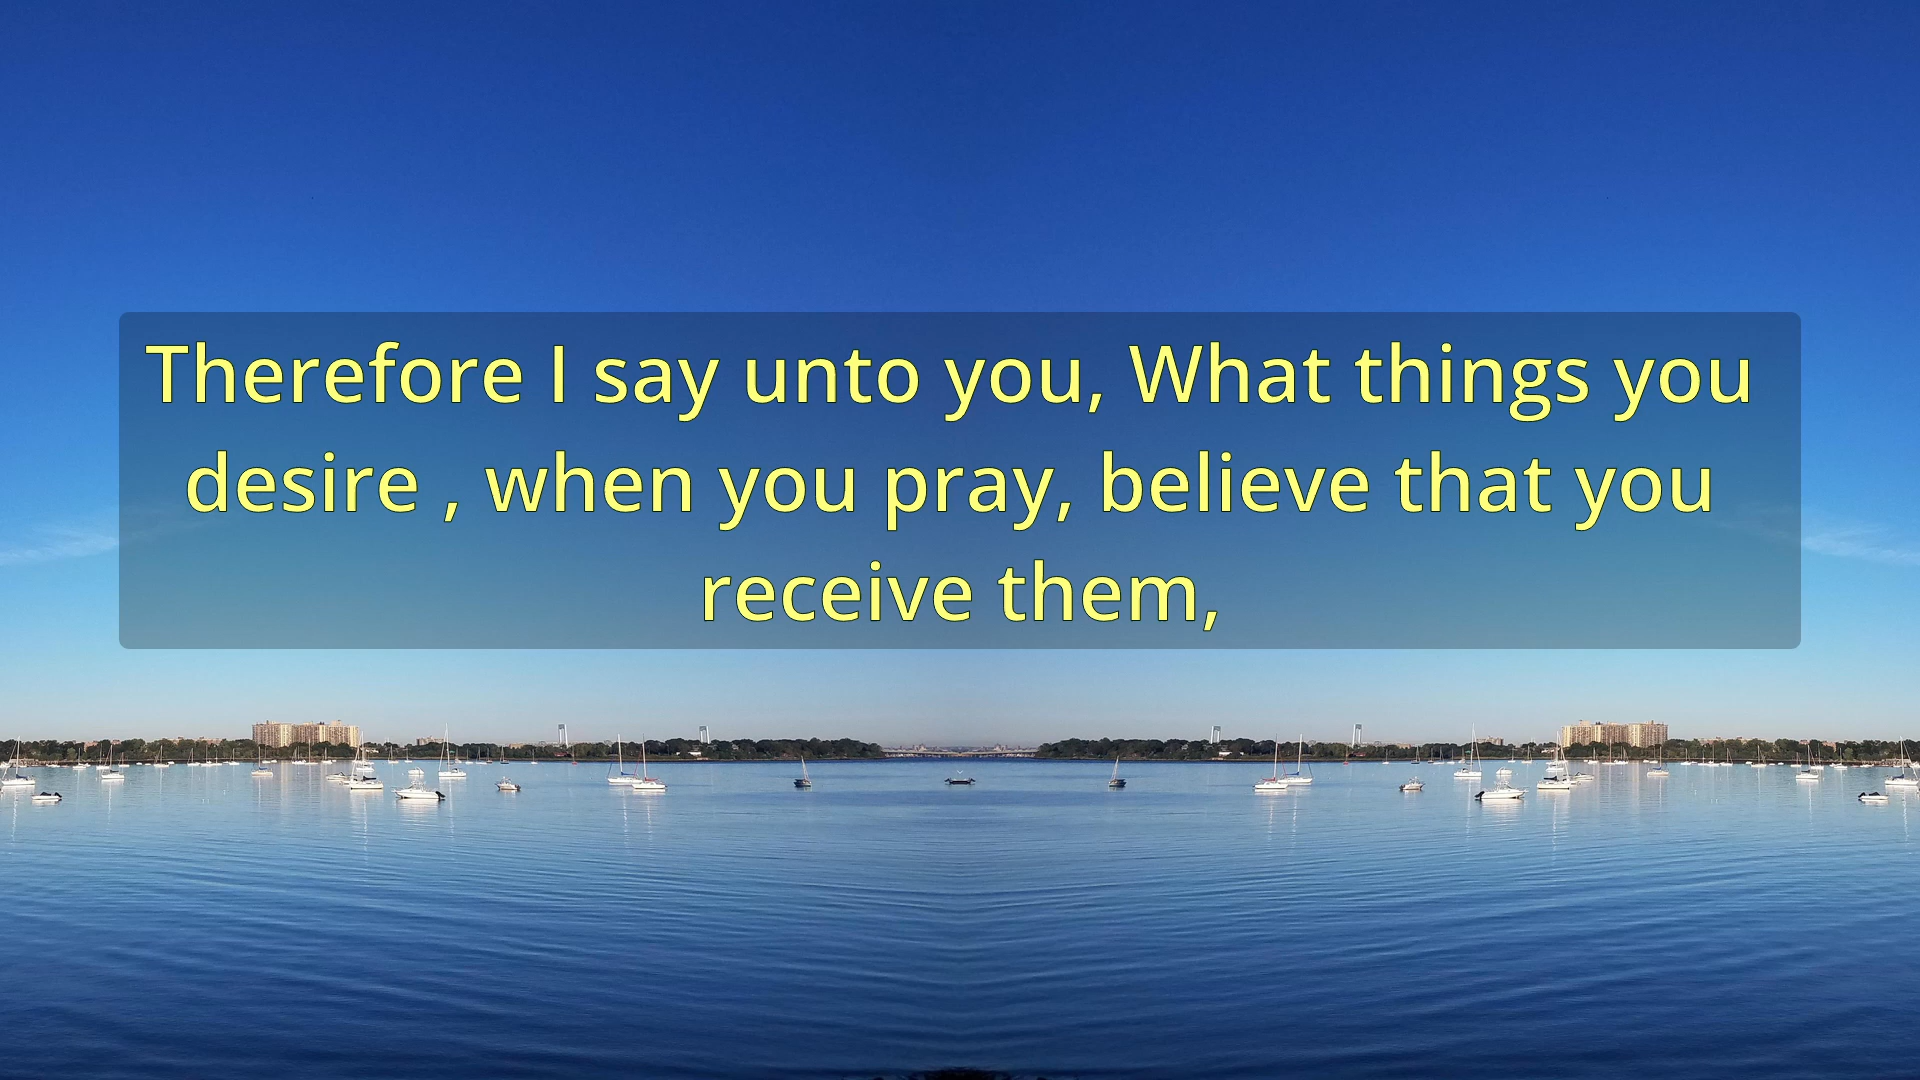 Therefore I say unto you, What things you
desire , when you pray, believe that you
receive them,